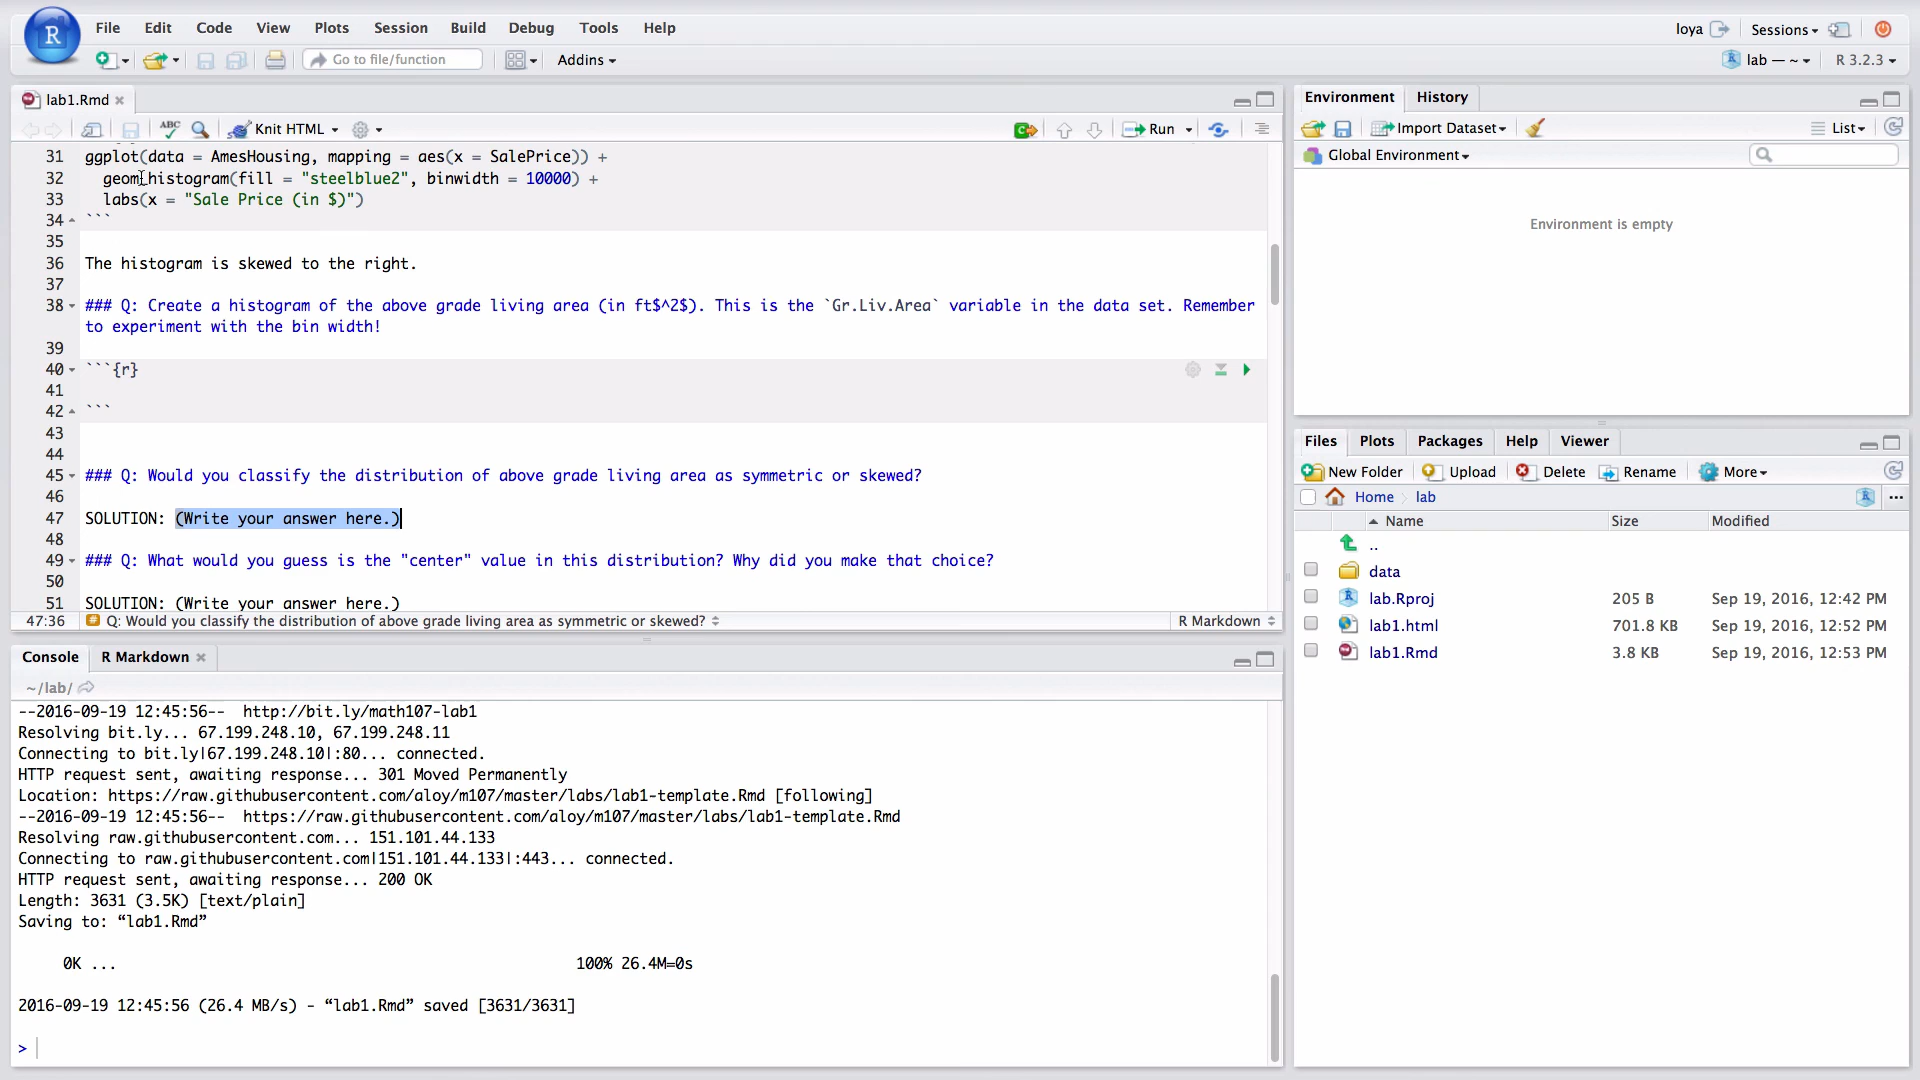 File Edit Code View Plots Session Build Debug Tools Help
loya Sessions
Go to file/function Addins
lab — ~ R 3.2.3
lab1.Rmd
ABC Knit HTML Run
31 ggplot(data = AmesHousing, mapping = aes(x = SalePrice)) +
32 geom_histogram(fill = "steelblue2", binwidth = 10000) +
33 labs(x = "Sale Price (in $)")
34 ```
35
36 The histogram is skewed to the right.
37
38 ### Q: Create a histogram of the above grade living area (in ft$^2$). This is the `Gr.Liv.Area` variable in the data set. Remember
to experiment with the bin width!
39
40 ```{r}
41
42 ```
43
44
45 ### Q: Would you classify the distribution of above grade living area as symmetric or skewed?
46
47 SOLUTION: (Write your answer here.)
48
49 ### Q: What would you guess is the "center" value in this distribution? Why did you make that choice?
50
51 SOLUTION: (Write your answer here.)
47:36 # Q: Would you classify the distribution of above grade living area as symmetric or skewed? R Markdown
Console R Markdown
~/lab/
--2016-09-19 12:45:56-- http://bit.ly/math107-lab1
Resolving bit.ly... 67.199.248.10, 67.199.248.11
Connecting to bit.ly|67.199.248.10|:80... connected.
HTTP request sent, awaiting response... 301 Moved Permanently
Location: https://raw.githubusercontent.com/aloy/m107/master/labs/lab1-template.Rmd [following]
--2016-09-19 12:45:56-- https://raw.githubusercontent.com/aloy/m107/master/labs/lab1-template.Rmd
Resolving raw.githubusercontent.com... 151.101.44.133
Connecting to raw.githubusercontent.com|151.101.44.133|:443... connected.
HTTP request sent, awaiting response... 200 OK
Length: 3631 (3.5K) [text/plain]
Saving to: “lab1.Rmd”
0K ... 100% 26.4M=0s
2016-09-19 12:45:56 (26.4 MB/s) - “lab1.Rmd” saved [3631/3631]
>
Environment History
Import Dataset List
Global Environment
Environment is empty
Files Plots Packages Help Viewer
New Folder Upload Delete Rename More
Home lab ...
Name Size Modified
..
data
lab.Rproj 205 B Sep 19, 2016, 12:42 PM
lab1.html 701.8 KB Sep 19, 2016, 12:52 PM
lab1.Rmd 3.8 KB Sep 19, 2016, 12:53 PM